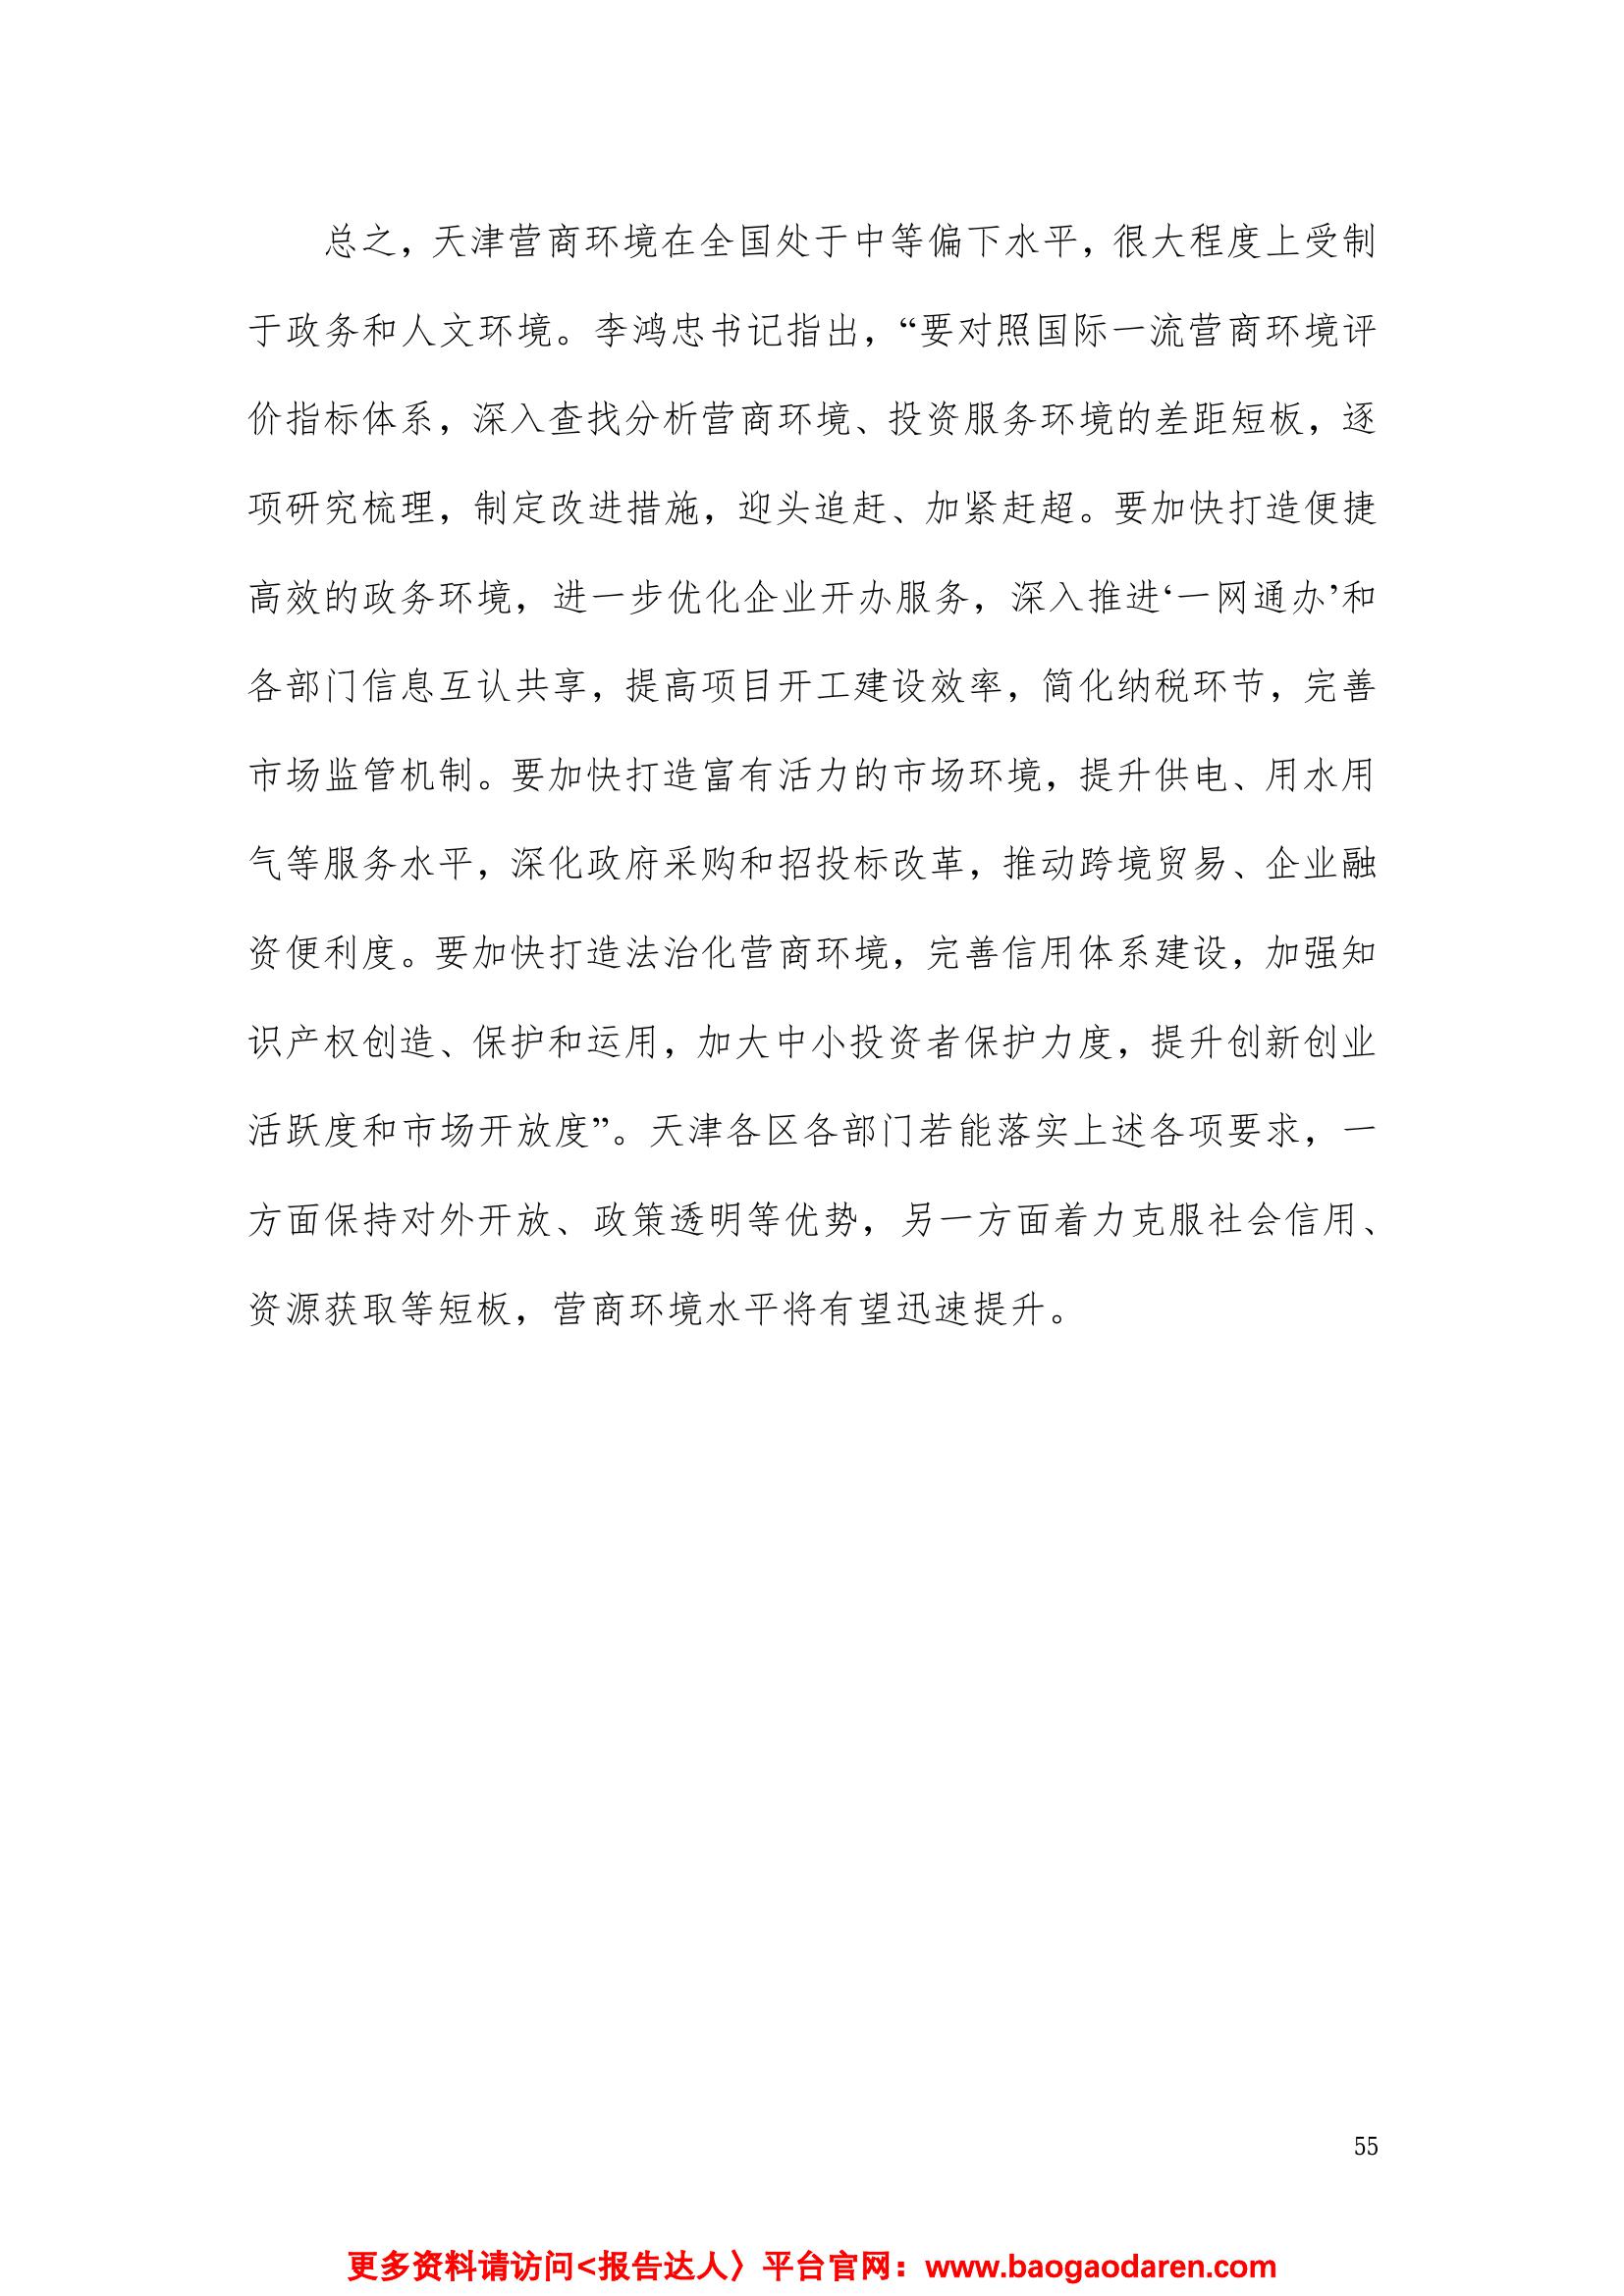 总之，天津营商环境在全国处于中等偏下水平，很大程度上受制
于政务和人文环境。李鸿忠书记指出，“要对照国际一流营商环境评
价指标体系，深入查找分析营商环境、投资服务环境的差距短板，逐
项研究梳理，制定改进措施，迎头追赶、加紧赶超。要加快打造便捷
高效的政务环境，进一步优化企业开办服务，深入推进‘一网通办’和
各部门信息互认共享，提高项目开工建设效率，简化纳税环节，完善
市场监管机制。要加快打造富有活力的市场环境，提升供电、用水用
气等服务水平，深化政府采购和招投标改革，推动跨境贸易、企业融
资便利度。要加快打造法治化营商环境，完善信用体系建设，加强知
识产权创造、保护和运用，加大中小投资者保护力度，提升创新创业
活跃度和市场开放度”。天津各区各部门若能落实上述各项要求，一
方面保持对外开放、政策透明等优势，另一方面着力克服社会信用、
资源获取等短板，营商环境水平将有望迅速提升。
55
更多资料请访问<报告达人〉平台官网：www.baogaodaren.com